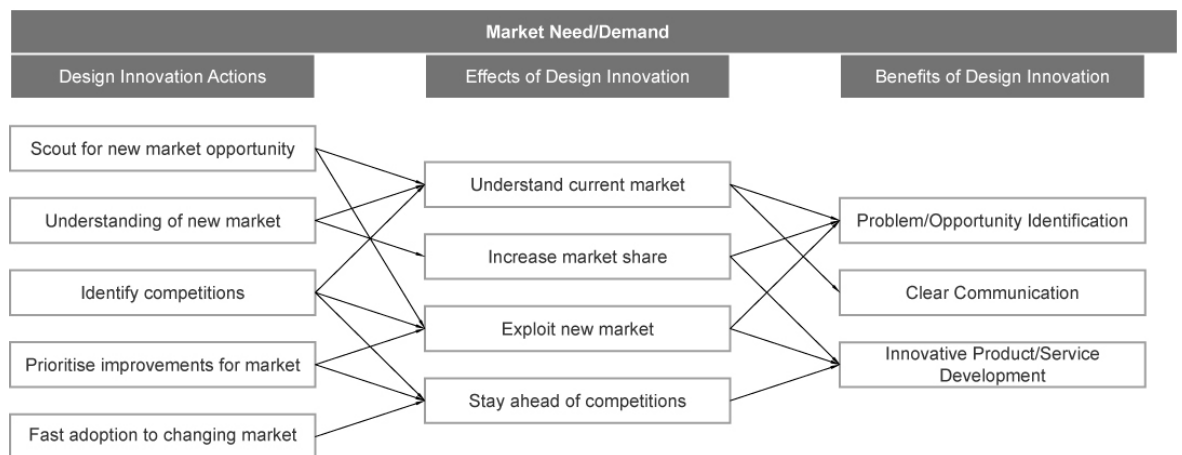 Market Need/Demand
Design Innovation Actions
Effects of Design Innovation
Benefits of Design Innovation
Scout for new market opportunity
Understanding of new market
Identify competitions
Prioritise improvements for market
Fast adoption to changing market
Understand current market
Increase market share
Exploit new market
Stay ahead of competitions
Problem/Opportunity Identification
Clear Communication
Innovative Product/Service
Development